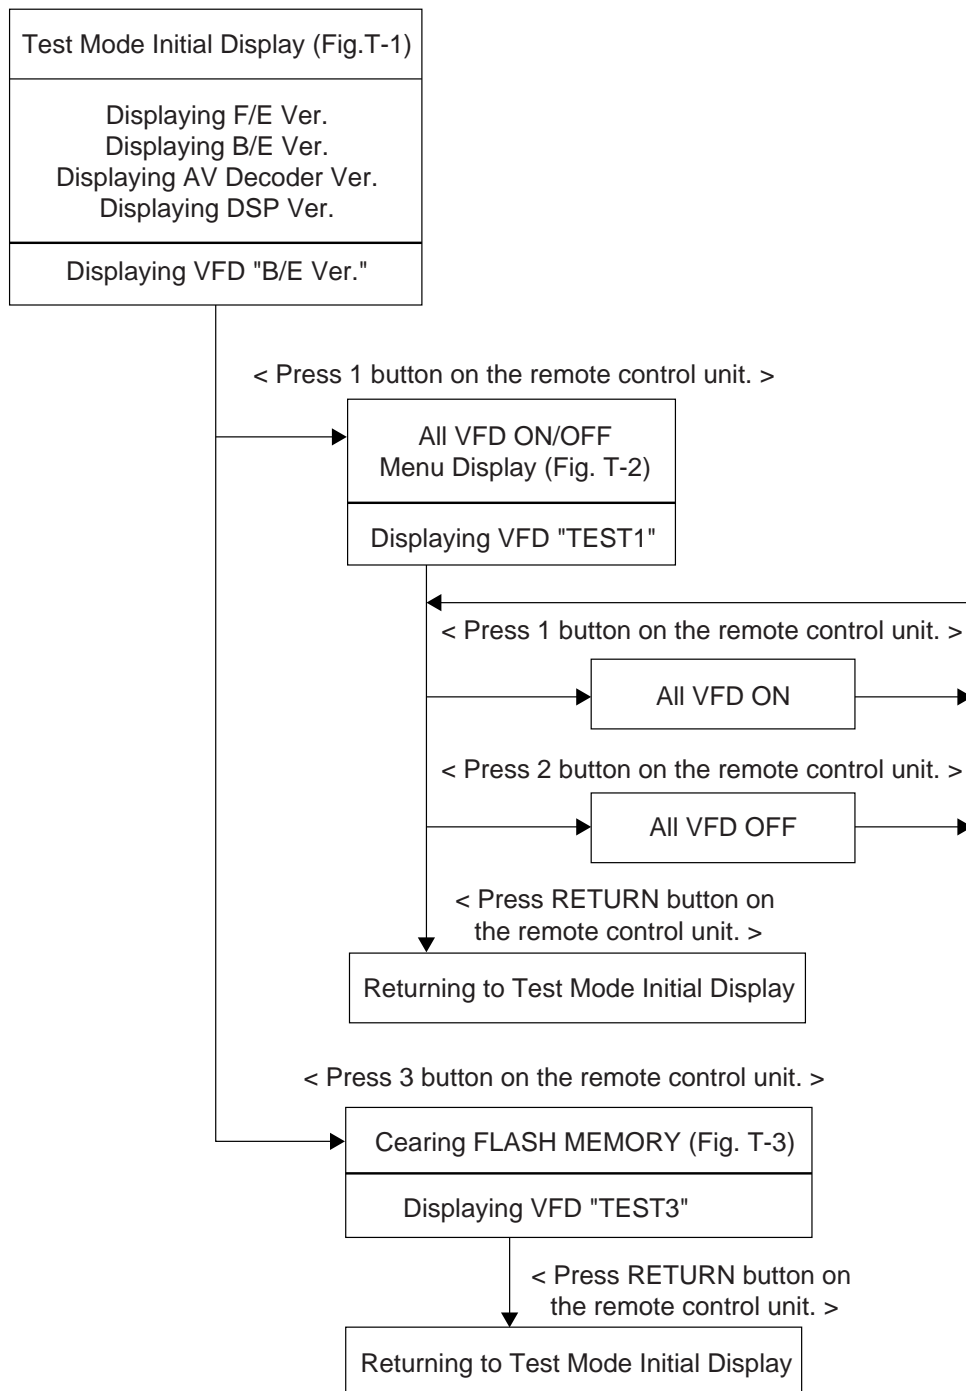 Test Mode Initial Display (Fig.T-1)
Displaying F/E Ver.
Displaying B/E Ver.
Displaying AV Decoder Ver.
Displaying DSP Ver.
Displaying VFD "B/E Ver."
< Press 1 button on the remote control unit. >
All VFD ON/OFF
Menu Display (Fig. T-2)
Displaying VFD "TEST1"
< Press 1 button on the remote control unit. >
All VFD ON
< Press 2 button on the remote control unit. >
All VFD OFF
< Press RETURN button on
the remote control unit. >
Returning to Test Mode Initial Display
< Press 3 button on the remote control unit. >
Cearing FLASH MEMORY (Fig. T-3)
Displaying VFD "TEST3"
< Press RETURN button on
the remote control unit. >
Returning to Test Mode Initial Display